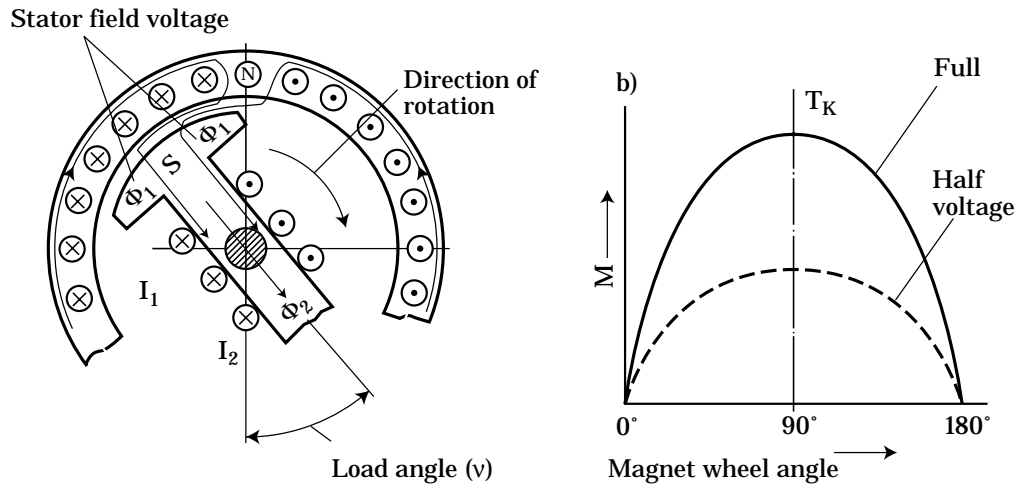 Stator field voltage
N
Direction of
rotation
Φ1
S
Φ1
I1
Φ2
I2
Load angle (ν)
b)
TK
Full
Half
voltage
M
0°
90°
180°
Magnet wheel angle